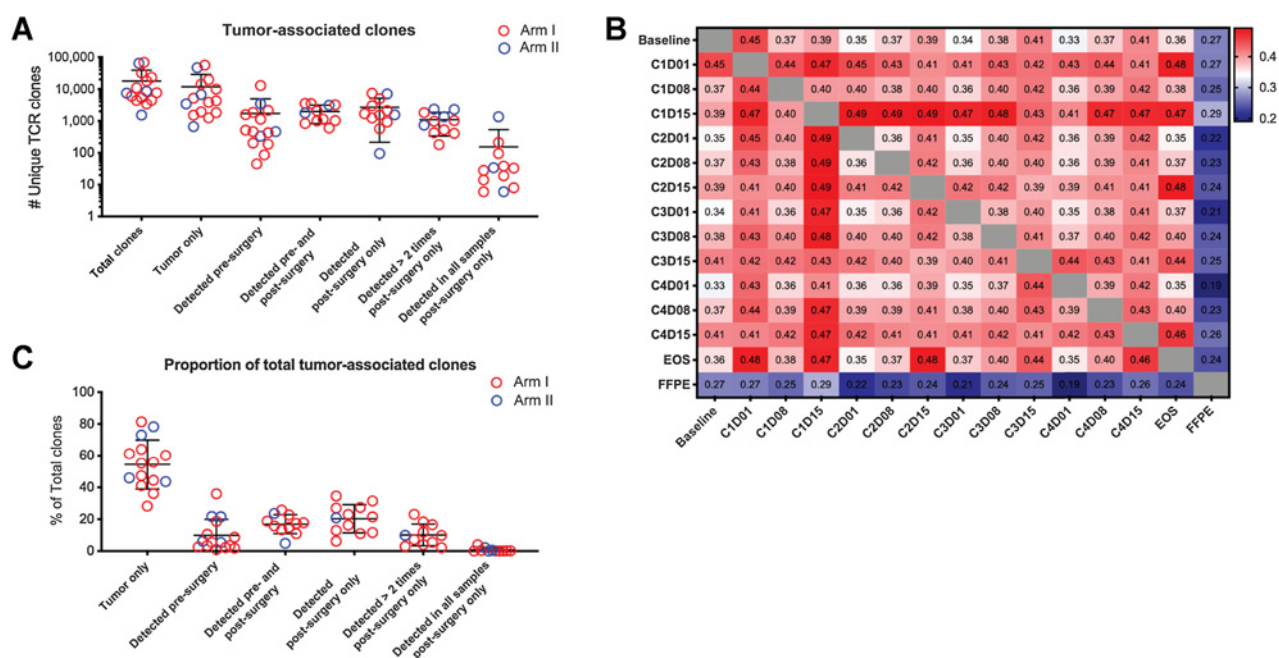 A
Tumor-associated clones
Arm I
Arm II
# Unique TCR clones
100,000
10,000
1,000
100
10
1
Total clones
Tumor only
Detected pre-surgery
Detected pre- and
post-surgery
Detected
post-surgery only
Detected > 2 times
post-surgery only
Detected in all samples
post-surgery only
B
Baseline 0.45 0.37 0.39 0.35 0.37 0.39 0.34 0.38 0.41 0.33 0.37 0.41 0.36 0.27
C1D01 0.45 0.44 0.47 0.45 0.43 0.41 0.41 0.43 0.42 0.43 0.44 0.41 0.48 0.27
C1D08 0.37 0.44 0.40 0.40 0.38 0.40 0.36 0.40 0.42 0.36 0.39 0.42 0.38 0.25
C1D15 0.39 0.47 0.40 0.49 0.49 0.49 0.47 0.48 0.43 0.41 0.47 0.47 0.47 0.29
C2D01 0.35 0.45 0.40 0.49 0.36 0.41 0.35 0.40 0.42 0.36 0.39 0.42 0.35 0.22
C2D08 0.37 0.43 0.38 0.49 0.36 0.42 0.36 0.40 0.40 0.36 0.39 0.41 0.37 0.23
C2D15 0.39 0.41 0.40 0.49 0.41 0.42 0.42 0.42 0.39 0.39 0.41 0.41 0.48 0.24
C3D01 0.34 0.41 0.36 0.47 0.35 0.36 0.42 0.38 0.40 0.35 0.38 0.41 0.37 0.21
C3D08 0.38 0.43 0.40 0.48 0.40 0.40 0.42 0.38 0.41 0.37 0.40 0.42 0.40 0.24
C3D15 0.41 0.42 0.42 0.43 0.42 0.40 0.39 0.40 0.41 0.44 0.43 0.41 0.44 0.25
C4D01 0.33 0.43 0.36 0.41 0.36 0.36 0.39 0.35 0.37 0.44 0.39 0.42 0.35 0.19
C4D08 0.37 0.44 0.39 0.47 0.39 0.39 0.41 0.38 0.40 0.43 0.39 0.43 0.40 0.23
C4D15 0.41 0.41 0.42 0.47 0.42 0.41 0.41 0.41 0.42 0.41 0.42 0.43 0.46 0.26
EOS 0.36 0.48 0.38 0.47 0.35 0.37 0.48 0.37 0.40 0.44 0.35 0.40 0.46 0.24
FFPE 0.27 0.27 0.25 0.29 0.22 0.23 0.24 0.21 0.24 0.25 0.19 0.23 0.26 0.24
Baseline C1D01 C1D08 C1D15 C2D01 C2D08 C2D15 C3D01 C3D08 C3D15 C4D01 C4D08 C4D15 EOS FFPE
0.4
0.3
0.2
C
Proportion of total tumor-associated clones
Arm I
Arm II
% of Total clones
100
80
60
40
20
0
Tumor only
Detected pre-surgery
Detected pre- and
post-surgery
Detected
post-surgery only
Detected > 2 times
post-surgery only
Detected in all samples
post-surgery only